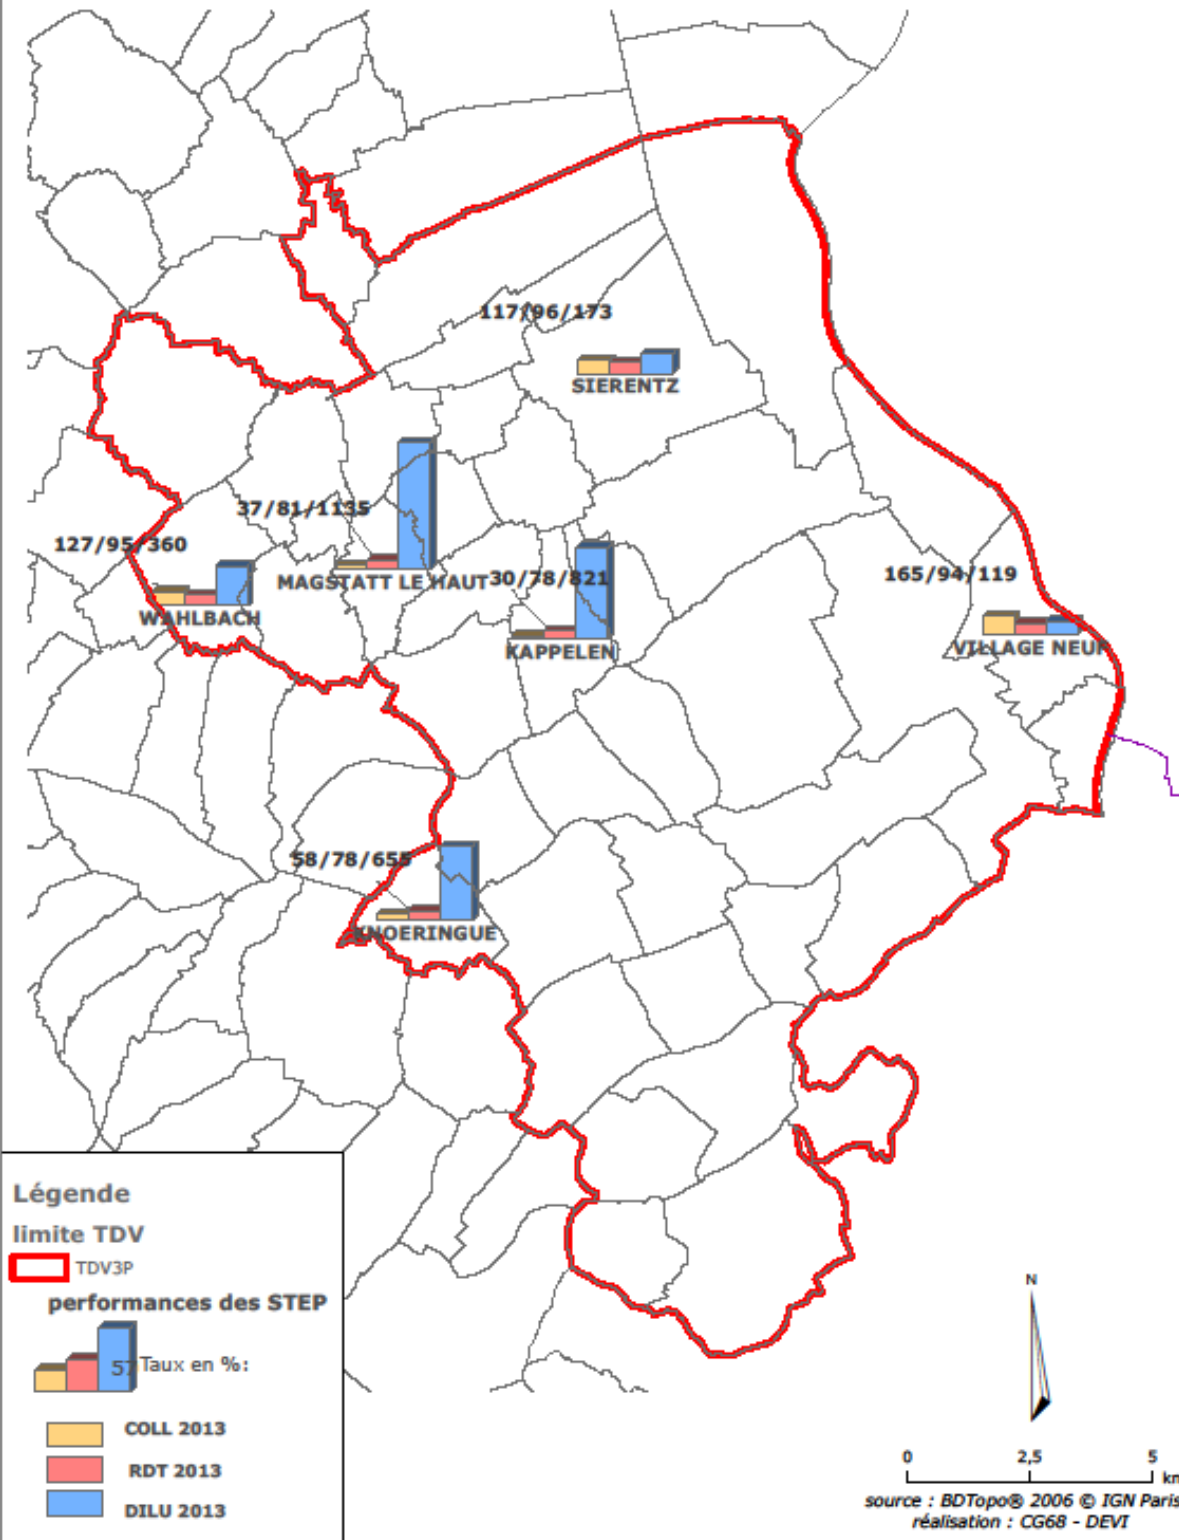 117/96/173
SIERENTZ
37/81/1135
MAGSTATT LE HAUT
127/95/360
WAHLBACH
30/78/821
KAPPELEN
165/94/119
VILLAGE NEUF
58/78/655
KNOERINGUE
Légende
limite TDV
TDV3P
performances des STEP
57 Taux en %:
COLL 2013
RDT 2013
DILU 2013
N
0 2,5 5
km
source : BDTopo® 2006 © IGN Paris
réalisation : CG68 - DEVI